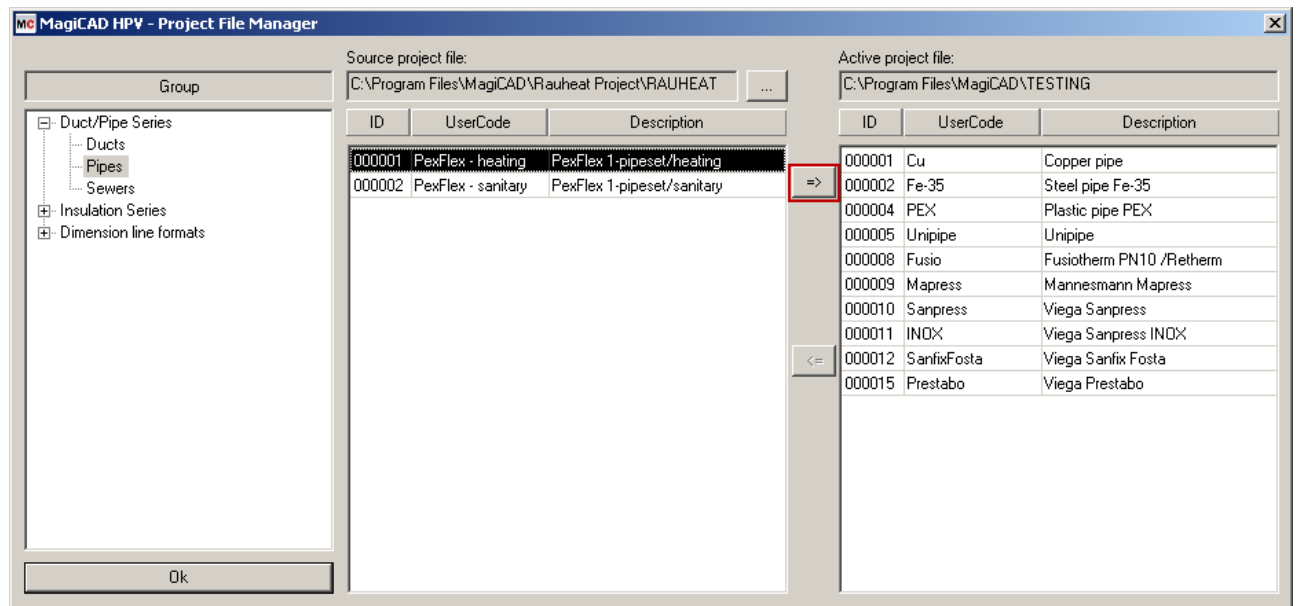 MC MagiCAD HPV - Project File Manager
Source project file:
Active project file:
Group
C:\Program Files\MagiCAD\Rauheat Project\RAUHEAT
...
C:\Program Files\MagiCAD\TESTING
Duct/Pipe Series
Ducts
Pipes
Sewers
Insulation Series
Dimension line formats
Ok
ID UserCode Description
000001 PexFlex - heating PexFlex 1-pipeset/heating
000002 PexFlex - sanitary PexFlex 1-pipeset/sanitary
=>
<=
ID UserCode Description
000001 Cu Copper pipe
000002 Fe-35 Steel pipe Fe-35
000004 PEX Plastic pipe PEX
000005 Unipipe Unipipe
000008 Fusio Fusiotherm PN10 /Retherm
000009 Mapress Mannesmann Mapress
000010 Sanpress Viega Sanpress
000011 INOX Viega Sanpress INOX
000012 SanfixFosta Viega Sanfix Fosta
000015 Prestabo Viega Prestabo